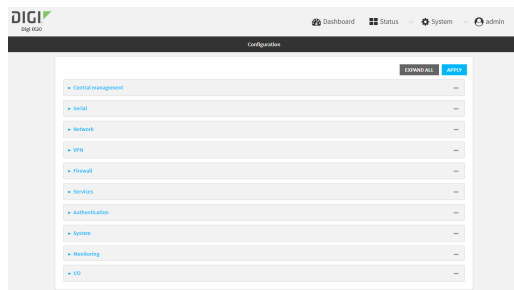 DIGI
Digi IX20
Dashboard
Status
System
admin
Configuration
EXPAND ALL
APPLY
Central management
Serial
Network
VPN
Firewall
Services
Authentication
System
Monitoring
I/O